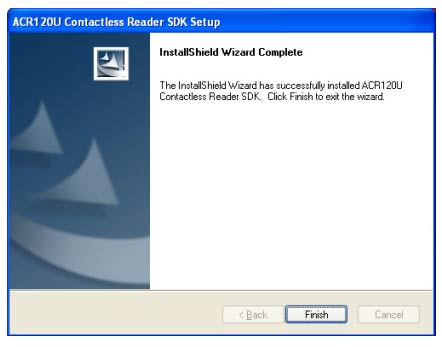 ACR120U Contactless Reader SDK Setup
InstallShield Wizard Complete
The InstallShield Wizard has successfully installed ACR120U
Contactless Reader SDK. Click Finish to exit the wizard.
< Back Finish Cancel